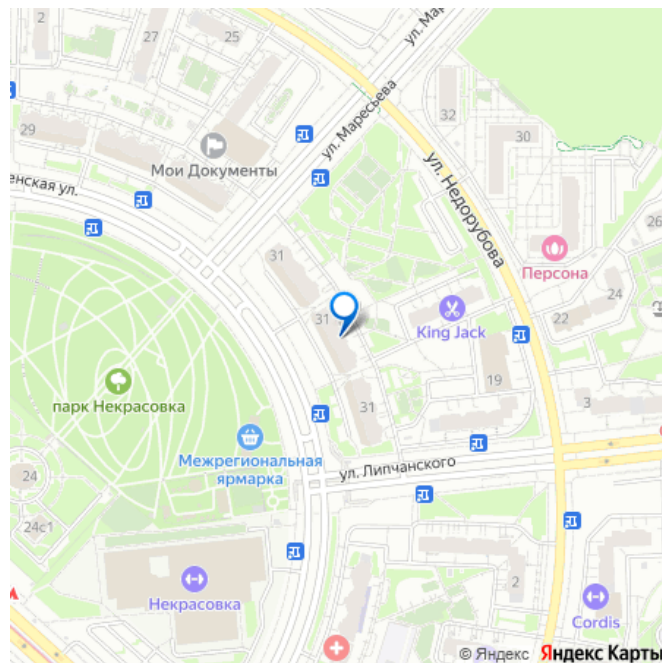 2
27
25
ул. Ма
ул. Маресьева
32
30
29
Мои Документы
енская ул.
ул. Недорубова
26
31
Персона
24
31
22
King Jack
19
парк Некрасовка
31
3
Межрегиональная
ярмарка
ул. Липчанского
24
24с1
Некрасовка
2
Cordis
© Яндекс Яндекс Карты